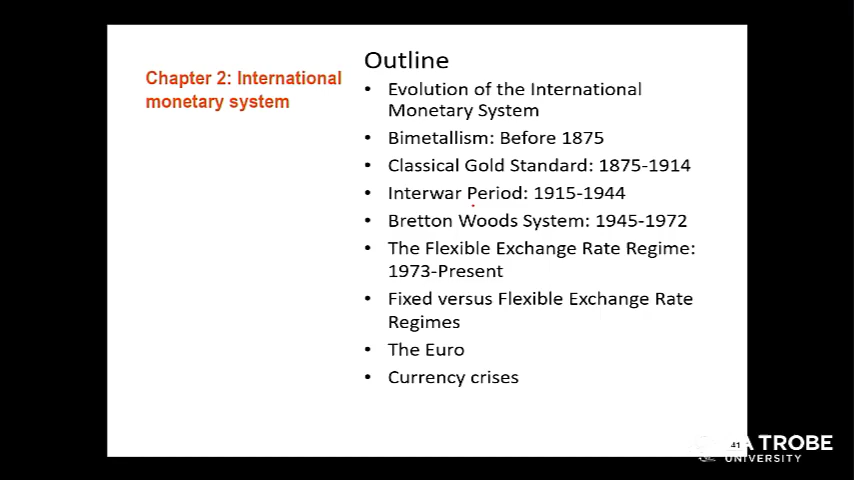 Chapter 2: International
monetary system
Outline
• Evolution of the International
Monetary System
• Bimetallism: Before 1875
• Classical Gold Standard: 1875-1914
• Interwar Period: 1915-1944
• Bretton Woods System: 1945-1972
• The Flexible Exchange Rate Regime:
1973-Present
• Fixed versus Flexible Exchange Rate
Regimes
• The Euro
• Currency crises
41
TROBE
UNIVERSITY